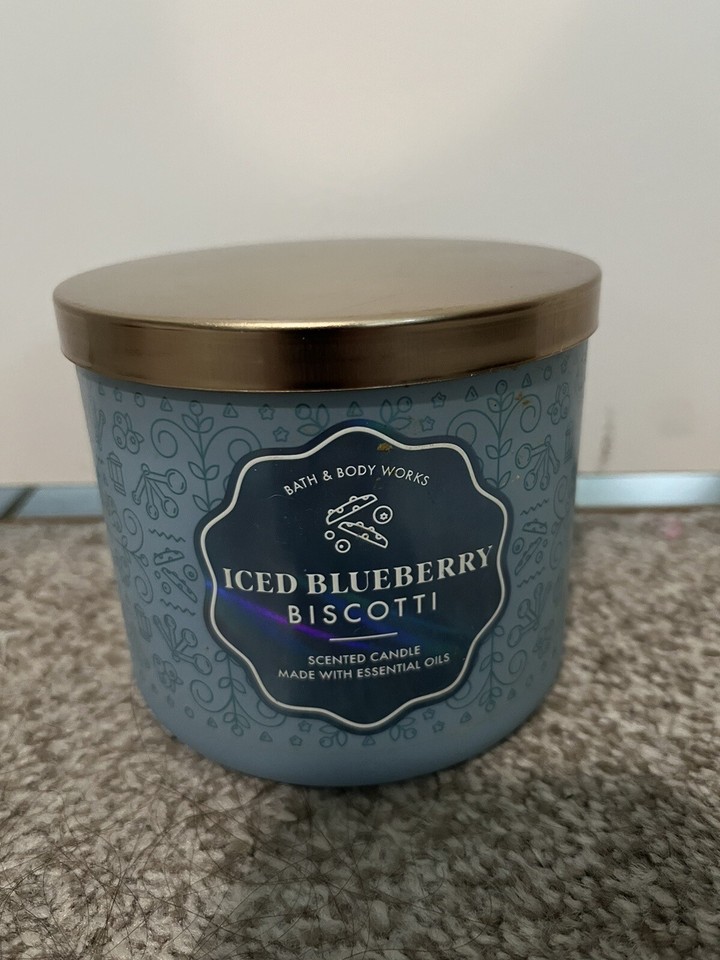 BATH & BODY WORKS
ICED BLUEBERRY
BISCOTTI
SCENTED CANDLE
MADE WITH ESSENTIAL OILS